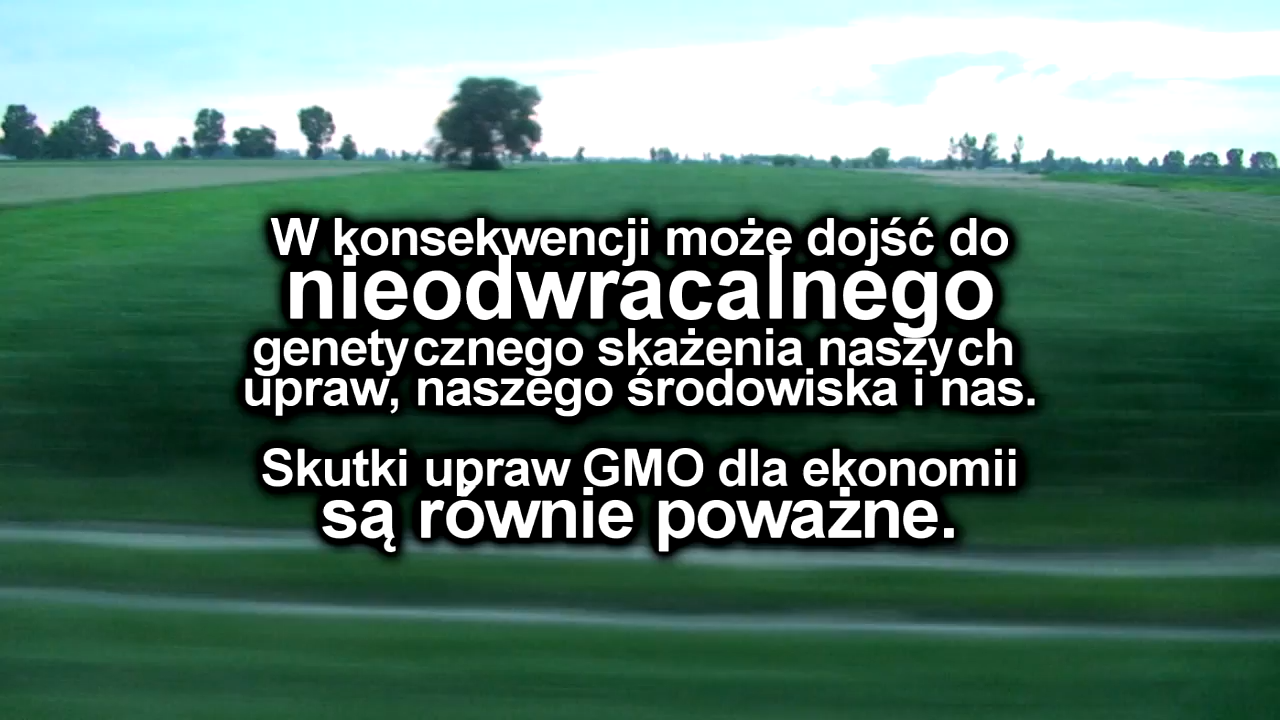 W konsekwencji może dojść do
nieodwracalnego
genetycznego skażenia naszych
upraw, naszego środowiska i nas.
Skutki upraw GMO dla ekonomii
są równie poważne.